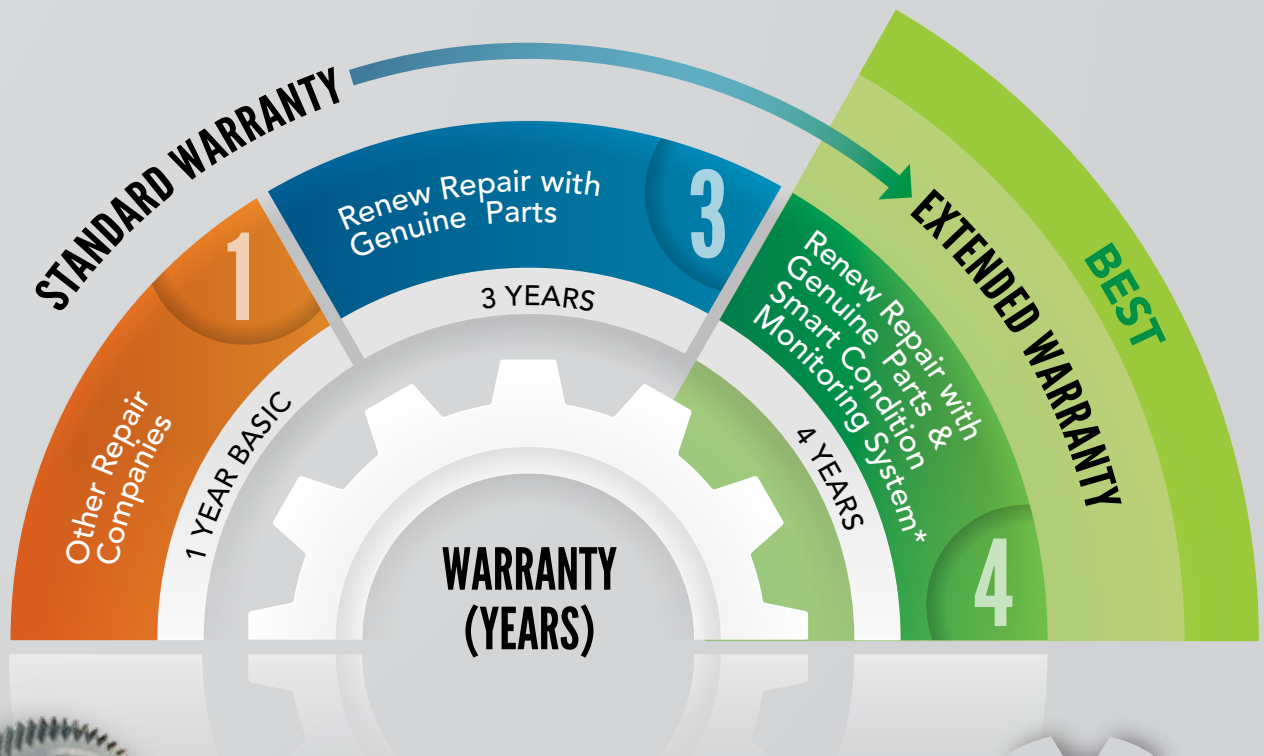 STANDARD WARRANTY
EXTENDED WARRANTY
BEST
1
Other Repair
Companies
1 YEAR BASIC
3
Renew Repair with
Genuine Parts
3 YEARS
Renew Repair with
Genuine Parts &
Smart Condition
Monitoring System*
4
4 YEARS
WARRANTY
(YEARS)